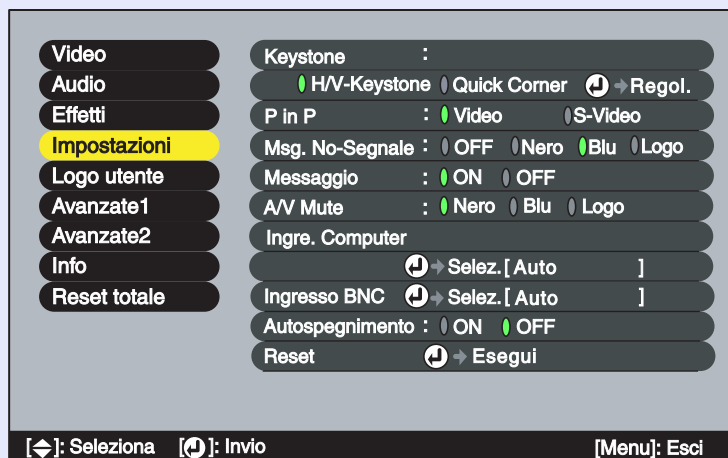 Video
Audio
Effetti
Impostazioni
Logo utente
Avanzate1
Avanzate2
Info
Reset totale
Keystone :
H/V-Keystone Quick Corner Regol.
P in P : Video S-Video
Msg. No-Segnale : OFF Nero Blu Logo
Messaggio : ON OFF
A/V Mute : Nero Blu Logo
Ingre. Computer
Selez. [ Auto ]
Ingresso BNC Selez. [ Auto ]
Autospegnimento : ON OFF
Reset Esegui
[ ]: Seleziona [ ]: Invio [Menu]: Esci